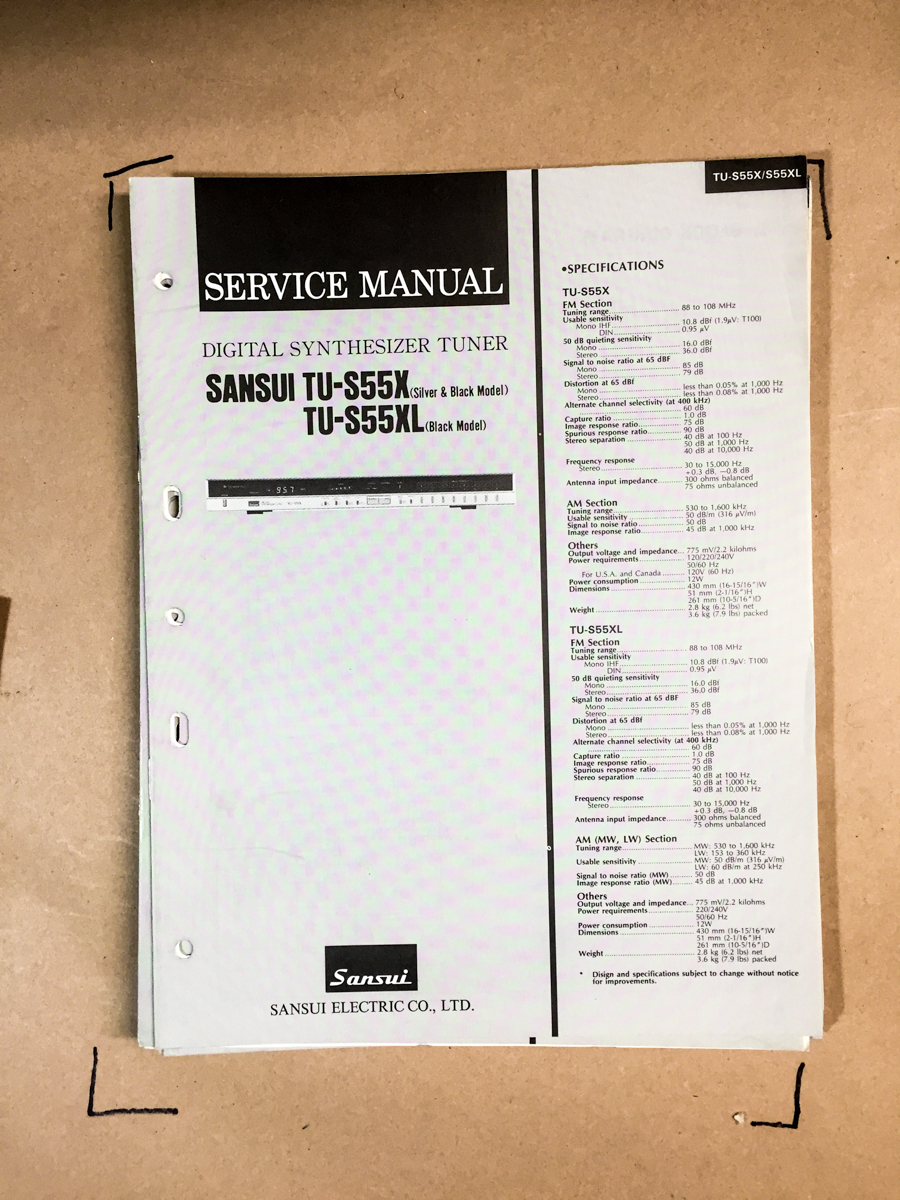 TU-S55X/S55XL
SERVICE MANUAL
DIGITAL SYNTHESIZER TUNER
SANSUI TU-S55X(Silver & Black Model)
TU-S55XL(Black Model)
957
Sansui
SANSUI ELECTRIC CO., LTD.
•SPECIFICATIONS
TU-S55X
FM Section
Tuning range 88 to 108 MHz
Usable sensitivity
Mono IHF 10.8 dBf (1.9μV: T100)
DIN 0.95 μV
50 dB quieting sensitivity
Mono 16.0 dBf
Stereo 36.0 dBf
Signal to noise ratio at 65 dBf
Mono 85 dB
Stereo 79 dB
Distortion at 65 dBf
Mono less than 0.05% at 1,000 Hz
Stereo less than 0.08% at 1,000 Hz
Alternate channel selectivity (at 400 kHz)
60 dB
Capture ratio 1.0 dB
Image response ratio 75 dB
Spurious response ratio 90 dB
Stereo separation 40 dB at 100 Hz
50 dB at 1,000 Hz
40 dB at 10,000 Hz
Frequency response
Stereo 30 to 15,000 Hz
+0.3 dB, −0.8 dB
Antenna input impedance 300 ohms balanced
75 ohms unbalanced
AM Section
Tuning range 530 to 1,600 kHz
Usable sensitivity 50 dB/m (316 μV/m)
Signal to noise ratio 50 dB
Image response ratio 45 dB at 1,000 kHz
Others
Output voltage and impedance 775 mV/2.2 kilohms
Power requirements 120/220/240V
50/60 Hz
For U.S.A. and Canada 120V (60 Hz)
Power consumption 12W
Dimensions 430 mm (16-15/16")W
51 mm (2-1/16")H
261 mm (10-5/16")D
Weight 2.8 kg (6.2 lbs) net
3.6 kg (7.9 lbs) packed
TU-S55XL
FM Section
Tuning range 88 to 108 MHz
Usable sensitivity
Mono IHF 10.8 dBf (1.9μV: T100)
DIN 0.95 μV
50 dB quieting sensitivity
Mono 16.0 dBf
Stereo 36.0 dBf
Signal to noise ratio at 65 dBf
Mono 85 dB
Stereo 79 dB
Distortion at 65 dBf
Mono less than 0.05% at 1,000 Hz
Stereo less than 0.08% at 1,000 Hz
Alternate channel selectivity (at 400 kHz)
60 dB
Capture ratio 1.0 dB
Image response ratio 75 dB
Spurious response ratio 90 dB
Stereo separation 40 dB at 100 Hz
50 dB at 1,000 Hz
40 dB at 10,000 Hz
Frequency response
Stereo 30 to 15,000 Hz
+0.3 dB, −0.8 dB
Antenna input impedance 300 ohms balanced
75 ohms unbalanced
AM (MW, LW) Section
Tuning range MW: 530 to 1,600 kHz
LW: 153 to 360 kHz
Usable sensitivity MW: 50 dB/m (316 μV/m)
LW: 60 dB/m at 250 kHz
Signal to noise ratio (MW) 50 dB
Image response ratio (MW) 45 dB at 1,000 kHz
Others
Output voltage and impedance 775 mV/2.2 kilohms
Power requirements 220/240V
50/60 Hz
Power consumption 12W
Dimensions 430 mm (16-15/16")W
51 mm (2-1/16")H
261 mm (10-5/16")D
Weight 2.8 kg (6.2 lbs) net
3.6 kg (7.9 lbs) packed
* Disign and specifications subject to change without notice
for improvements.